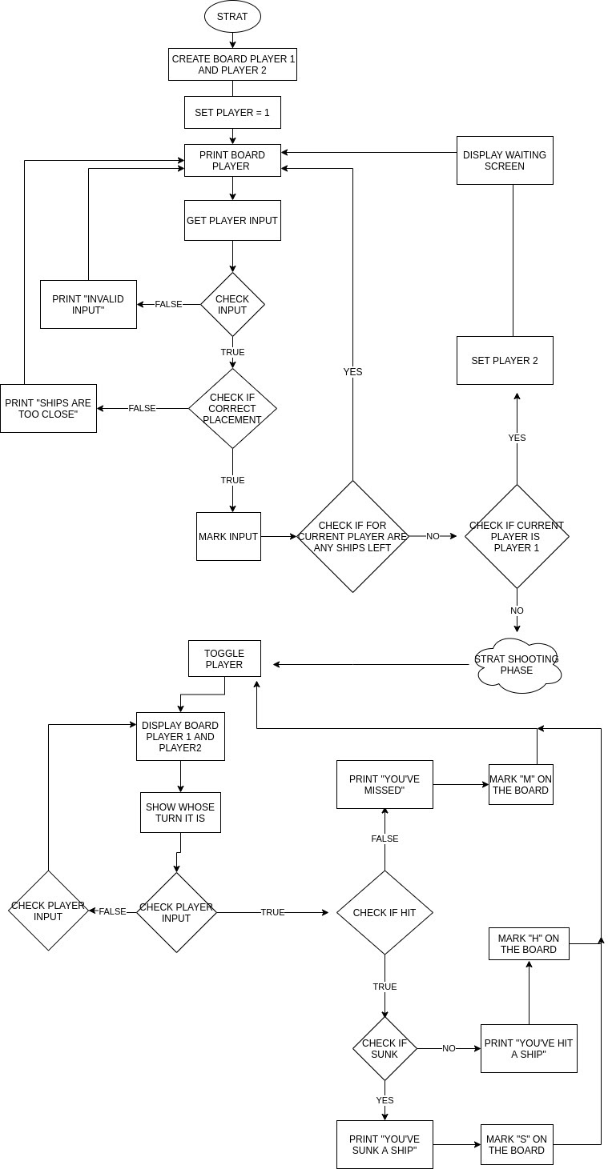 STRAT
CREATE BOARD PLAYER 1
AND PLAYER 2
SET PLAYER = 1
PRINT BOARD
PLAYER
DISPLAY WAITING
SCREEN
GET PLAYER INPUT
PRINT "INVALID
INPUT"
FALSE
CHECK
INPUT
TRUE
SET PLAYER 2
YES
PRINT "SHIPS ARE
TOO CLOSE"
FALSE
CHECK IF
CORRECT
PLACEMENT
YES
TRUE
MARK INPUT
CHECK IF FOR
CURRENT PLAYER ARE
ANY SHIPS LEFT
NO
CHECK IF CURRENT
PLAYER IS
PLAYER 1
NO
STRAT SHOOTING
PHASE
TOGGLE
PLAYER
DISPLAY BOARD
PLAYER 1 AND
PLAYER2
SHOW WHOSE
TURN IT IS
PRINT "YOU'VE
MISSED"
MARK "M" ON
THE BOARD
FALSE
CHECK PLAYER
INPUT
FALSE
CHECK PLAYER
INPUT
TRUE
CHECK IF HIT
MARK "H" ON
THE BOARD
TRUE
CHECK IF
SUNK
NO
PRINT "YOU'VE HIT
A SHIP"
YES
PRINT "YOU'VE
SUNK A SHIP"
MARK "S" ON
THE BOARD